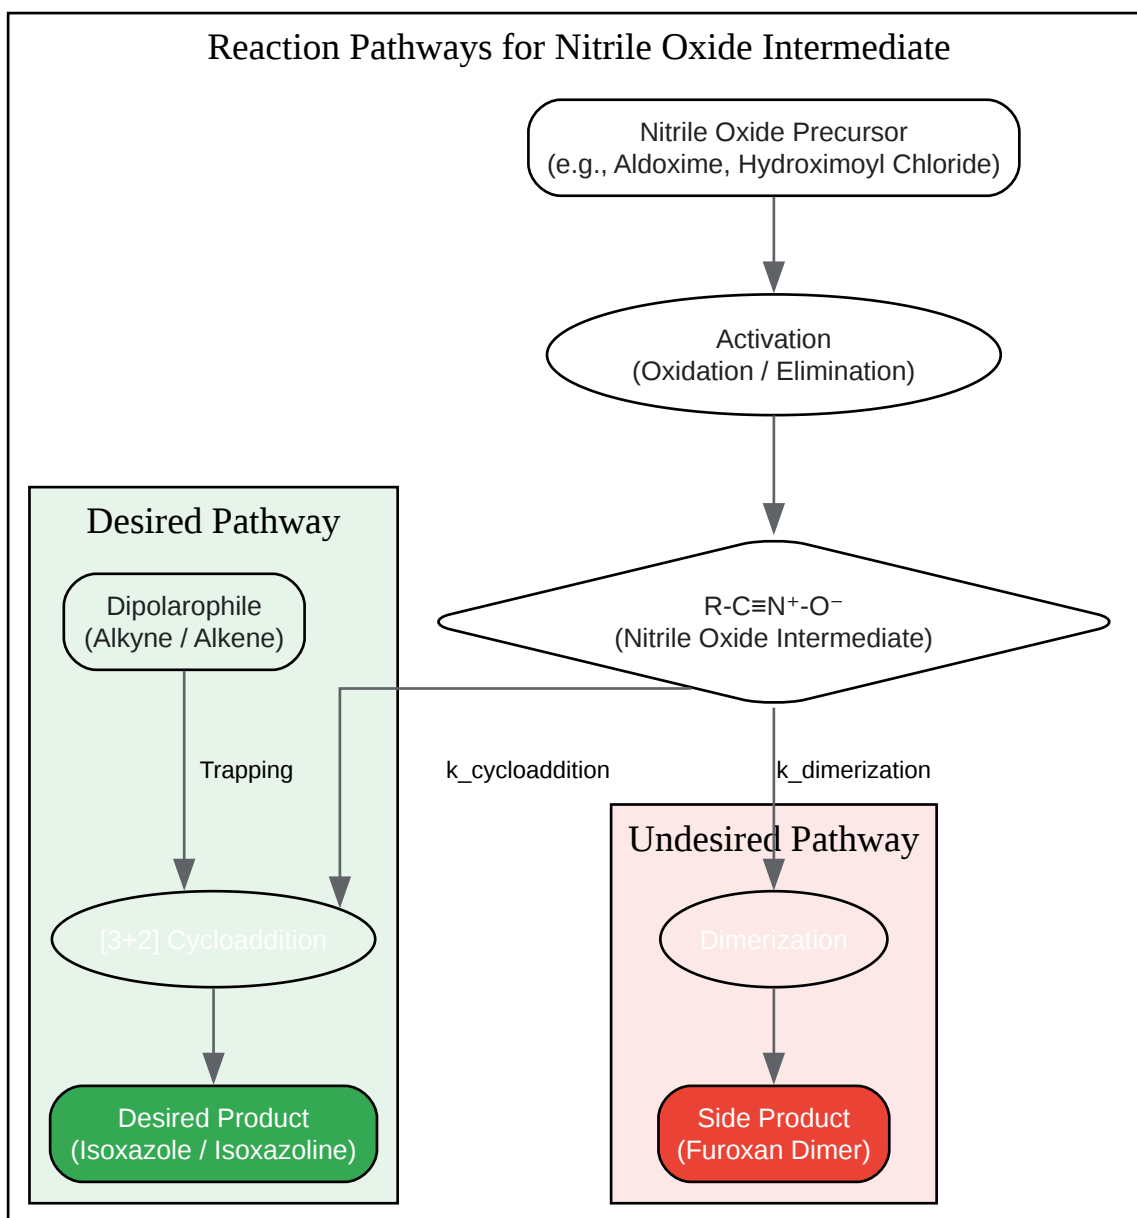 Reaction Pathways for Nitrile Oxide Intermediate
Nitrile Oxide Precursor
(e.g., Aldoxime, Hydroximoyl Chloride)
Activation
(Oxidation / Elimination)
R-C≡N⁺-O⁻
(Nitrile Oxide Intermediate)
Desired Pathway
Dipolarophile
(Alkyne / Alkene)
Trapping
k_cycloaddition
k_dimerization
[3+2] Cycloaddition
Desired Product
(Isoxazole / Isoxazoline)
Undesired Pathway
Dimerization
Side Product
(Furoxan Dimer)